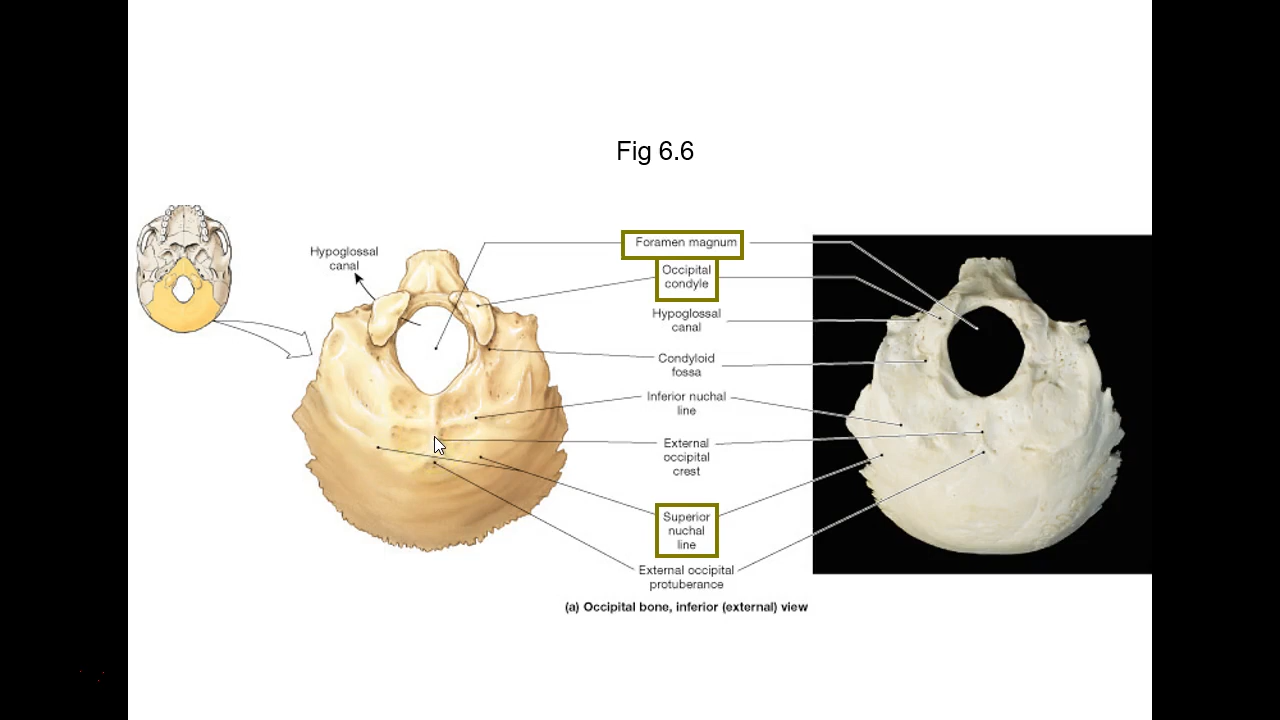 Fig 6.6
Hypoglossal
canal
Foramen magnum
Occipital
condyle
Hypoglossal
canal
Condyloid
fossa
Inferior nuchal
line
External
occipital
crest
Superior
nuchal
line
External occipital
protuberance
(a) Occipital bone, inferior (external) view